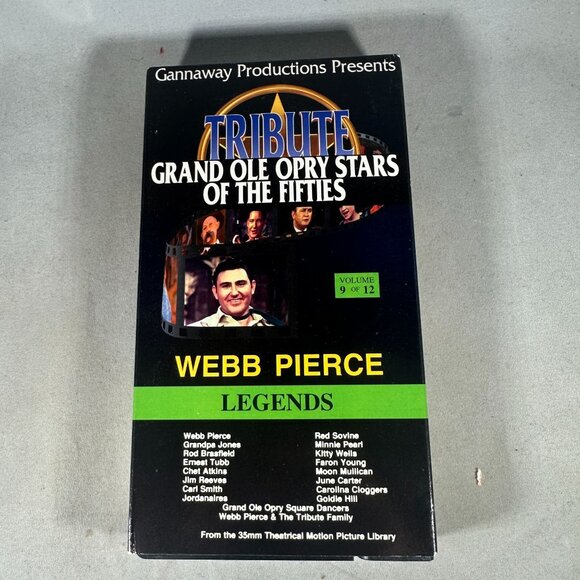 Gannaway Productions Presents
TRIBUTE
GRAND OLE OPRY STARS
OF THE FIFTIES
VOLUME
9 OF 12
WEBB PIERCE
LEGENDS
Webb Pierce
Grandpa Jones
Rod Brasfield
Ernest Tubb
Chet Atkins
Jim Reeves
Carl Smith
Jordanaires
Red Sovine
Minnie Pearl
Kitty Wells
Faron Young
Moon Mullican
June Carter
Carolina Cloggers
Goldie Hill
Grand Ole Opry Square Dancers
Webb Pierce & The Tribute Family
From the 35mm Theatrical Motion Picture Library